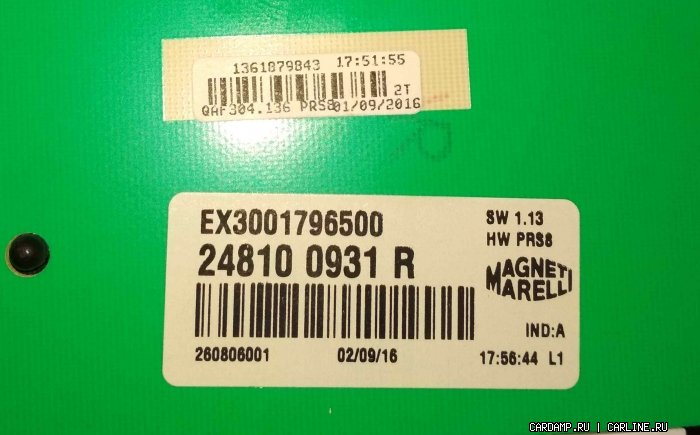 1361879843 17:51:55
2T
QAF304.136 PRS8 01/09/2016
EX3001796500
SW 1.13
HW PRS8
24810 0931 R
MAGNETI
MARELLI
IND:A
260806001 02/09/16 17:56:44 L1
CARDAMP.RU | CARLINE.RU